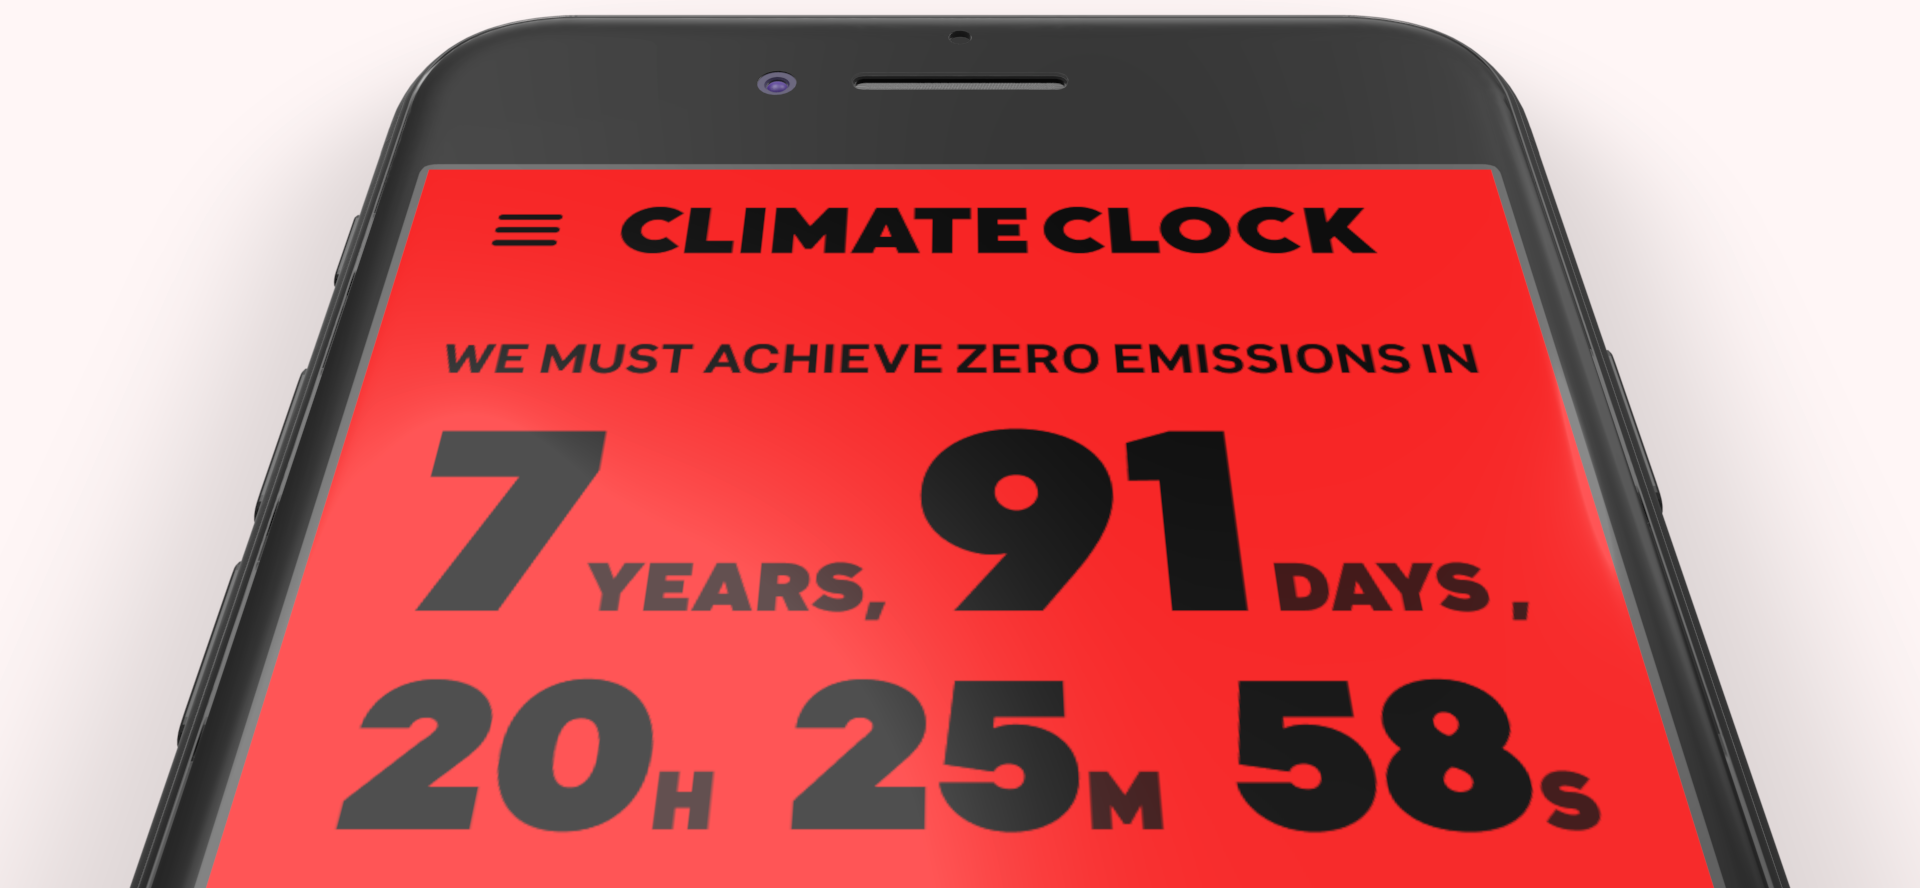 CLIMATE CLOCK
WE MUST ACHIEVE ZERO EMISSIONS IN
7 YEARS, 91 DAYS ,
20H 25M 58S